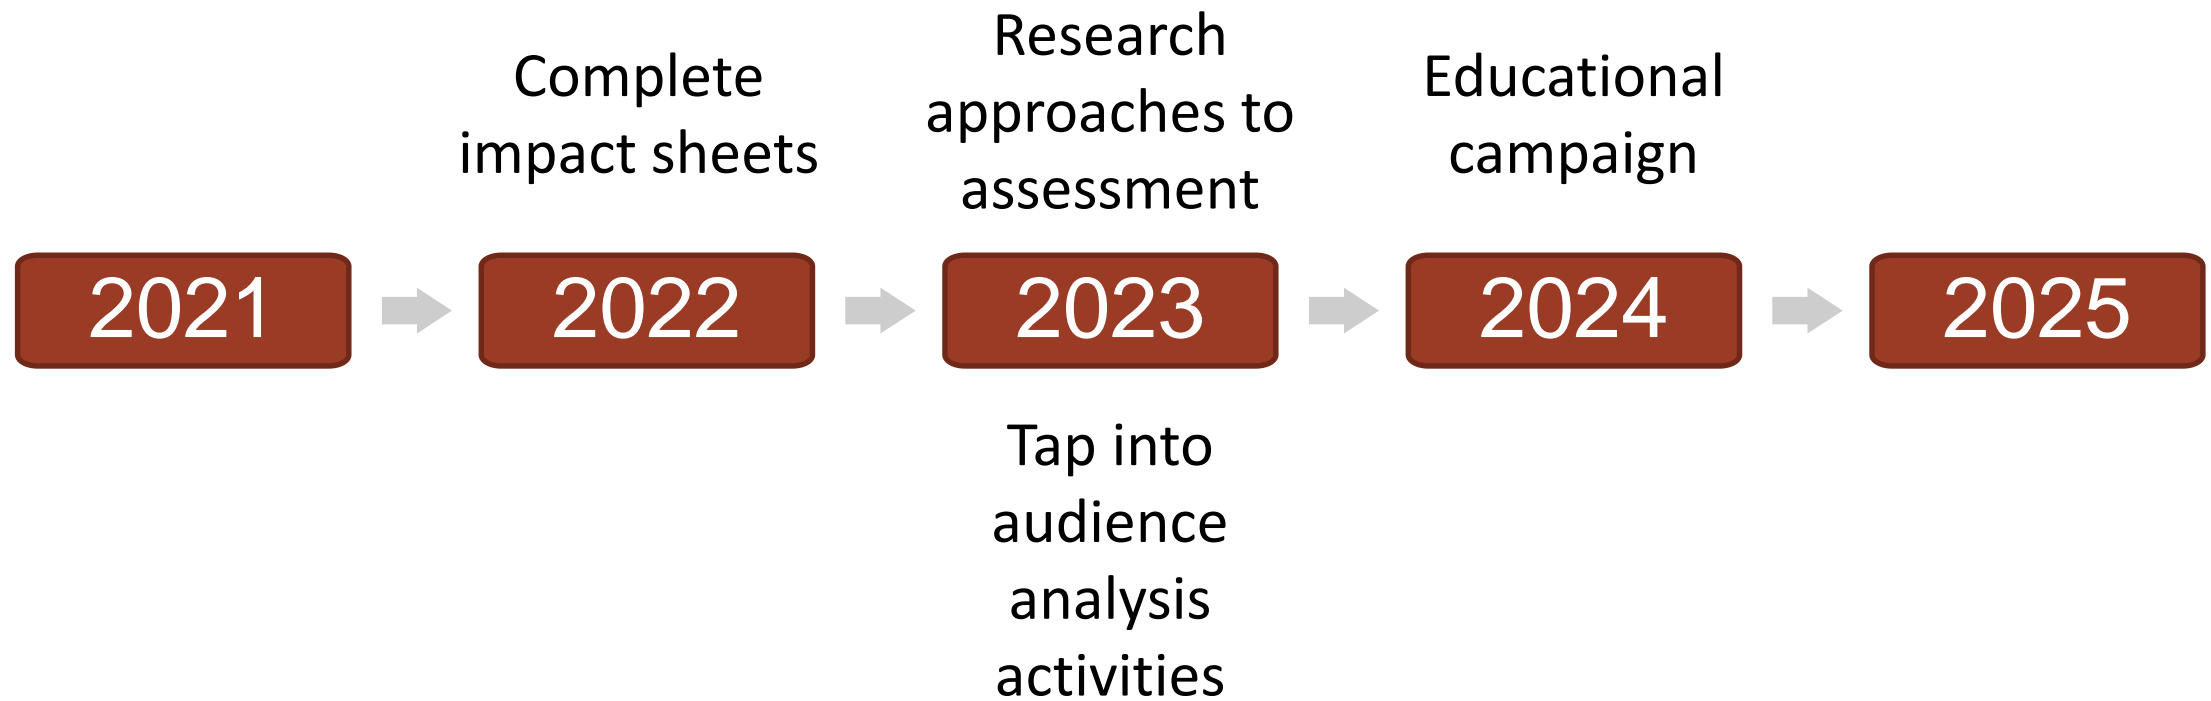 Complete
impact sheets
Research
approaches to
assessment
Educational
campaign
2021
2022
2023
2024
2025
Tap into
audience
analysis
activities